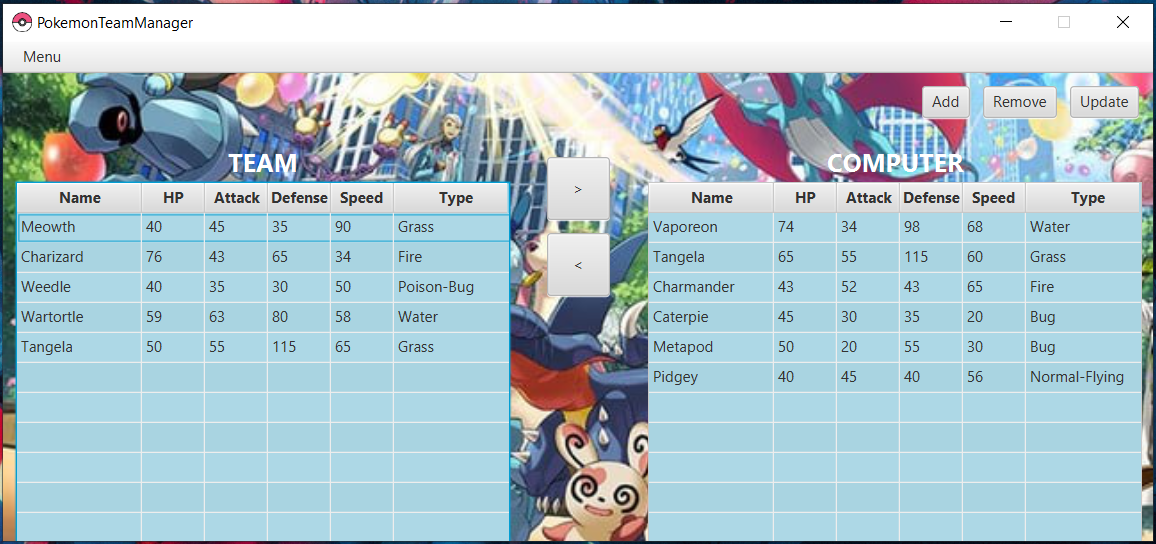 PokemonTeamManager
Menu
Add Remove Update
TEAM
Name HP Attack Defense Speed Type
Meowth 40 45 35 90 Grass
Charizard 76 43 65 34 Fire
Weedle 40 35 30 50 Poison-Bug
Wartortle 59 63 80 58 Water
Tangela 50 55 115 65 Grass
>
<
COMPUTER
Name HP Attack Defense Speed Type
Vaporeon 74 34 98 68 Water
Tangela 65 55 115 60 Grass
Charmander 43 52 43 65 Fire
Caterpie 45 30 35 20 Bug
Metapod 50 20 55 30 Bug
Pidgey 40 45 40 56 Normal-Flying